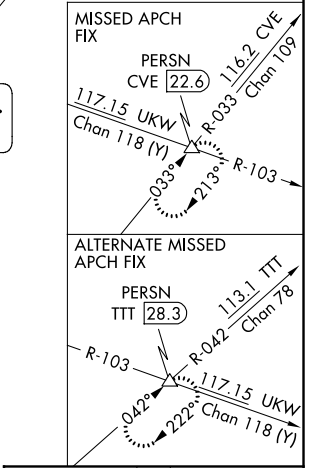 MISSED APCH
FIX
PERSN
CVE 22.6
116.2 CVE
Chan 109
R-033
117.15 UKW
Chan 118 (Y)
R-103
033°
213°
ALTERNATE MISSED
APCH FIX
PERSN
TTT 28.3
113.1 TTT
Chan 78
R-042
R-103
117.15 UKW
Chan 118 (Y)
042°
222°